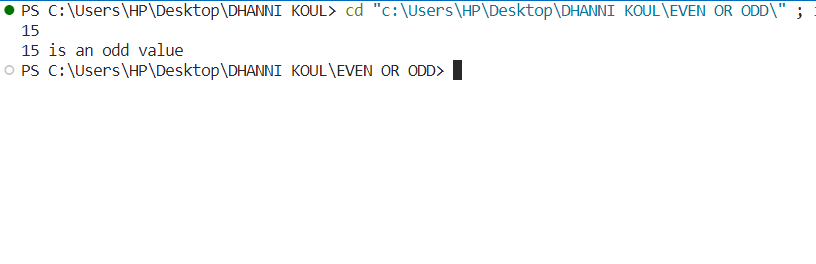 PS C:\Users\HP\Desktop\DHANNI KOUL> cd "c:\Users\HP\Desktop\DHANNI KOUL\EVEN OR ODD\" ;
15
15 is an odd value
PS C:\Users\HP\Desktop\DHANNI KOUL\EVEN OR ODD>